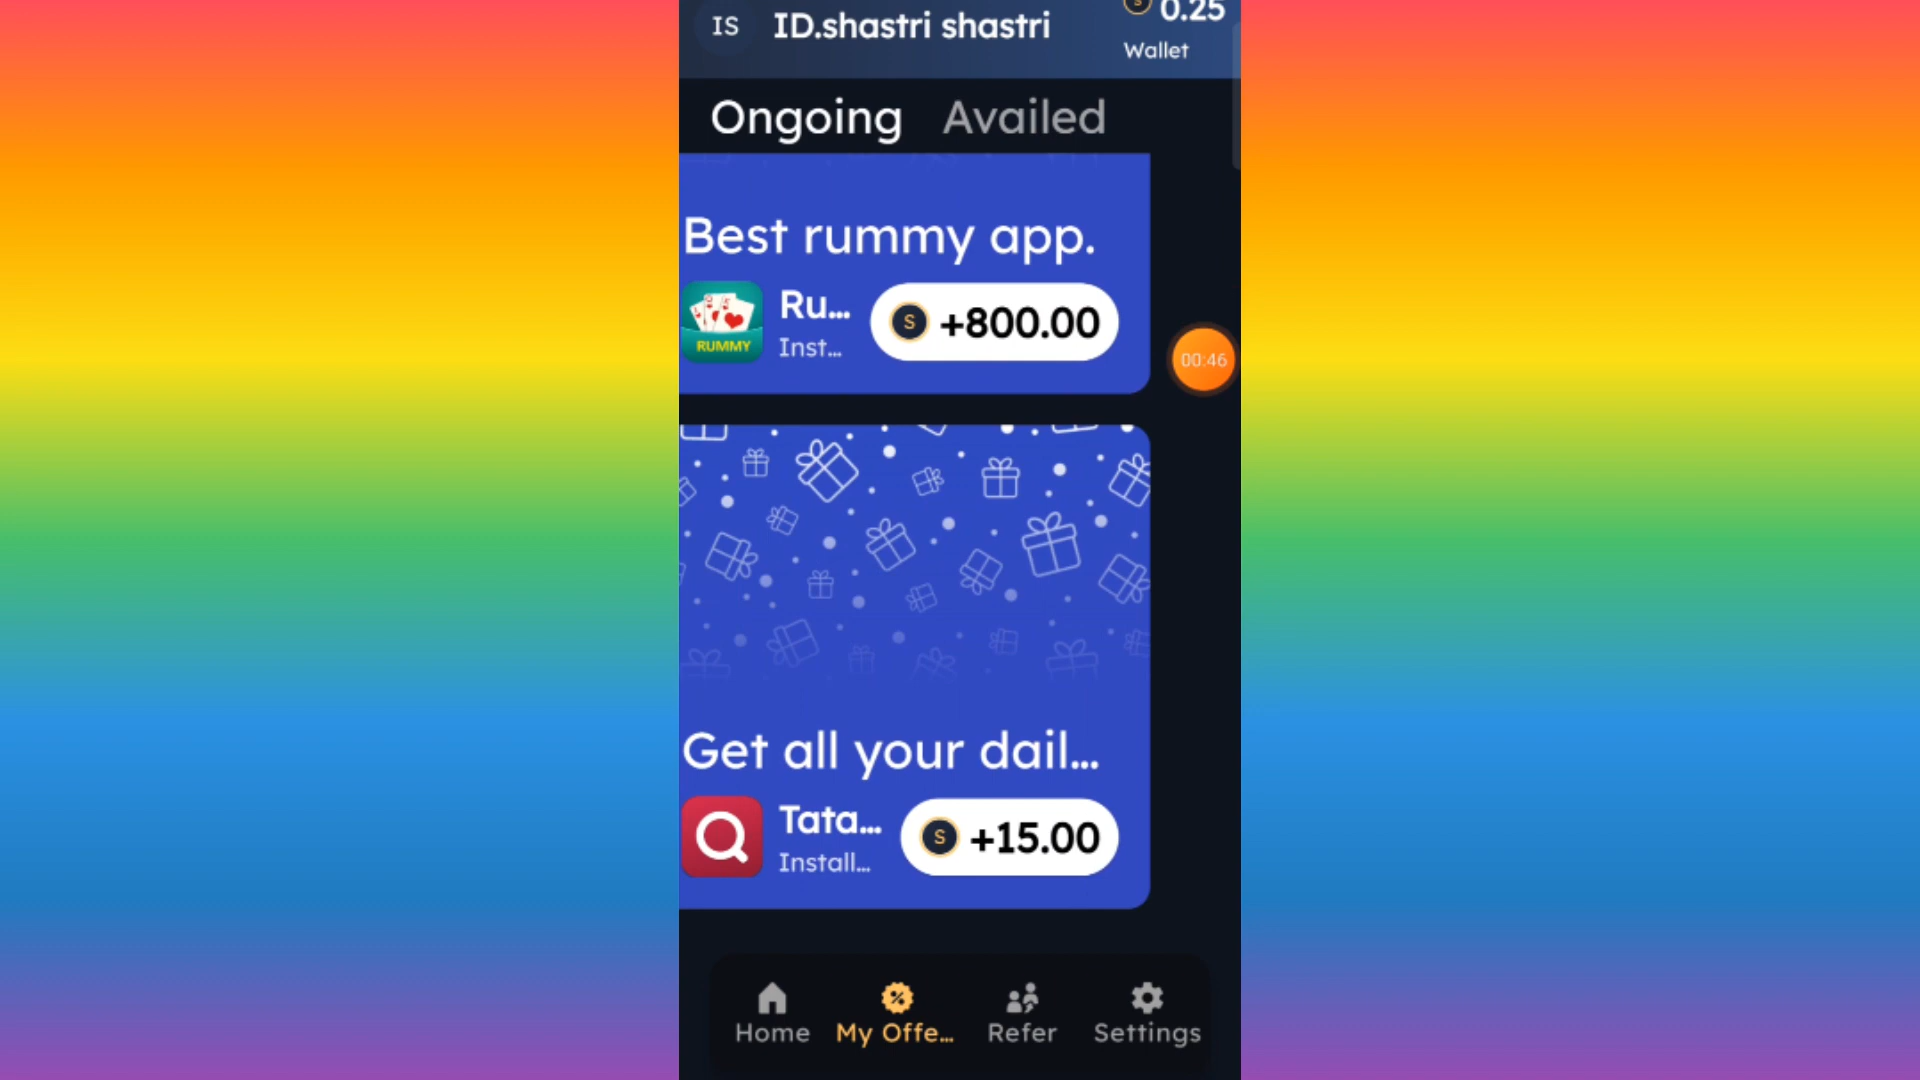 IS ID.shastri shastri
S 0.25
Wallet
Ongoing Availed
Best rummy app.
RUMMY
Ru...
Inst...
S +800.00
00:46
Get all your dail...
Tata...
Install...
S +15.00
Home My Offe... Refer Settings